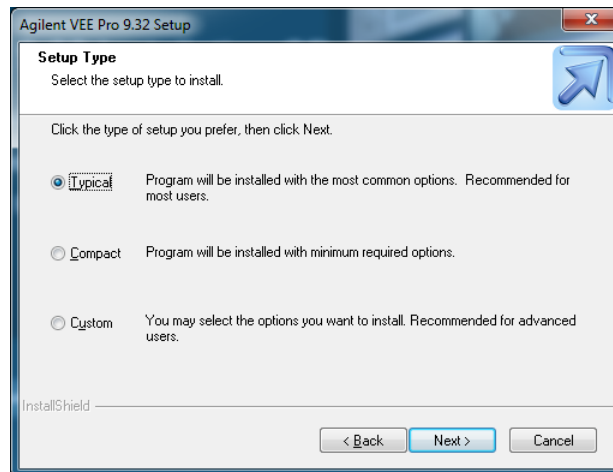 Agilent VEE Pro 9.32 Setup
Setup Type
Select the setup type to install.
Click the type of setup you prefer, then click Next.
Typical
Program will be installed with the most common options. Recommended for
most users.
Compact
Program will be installed with minimum required options.
Custom
You may select the options you want to install. Recommended for advanced
users.
InstallShield
< Back
Next >
Cancel